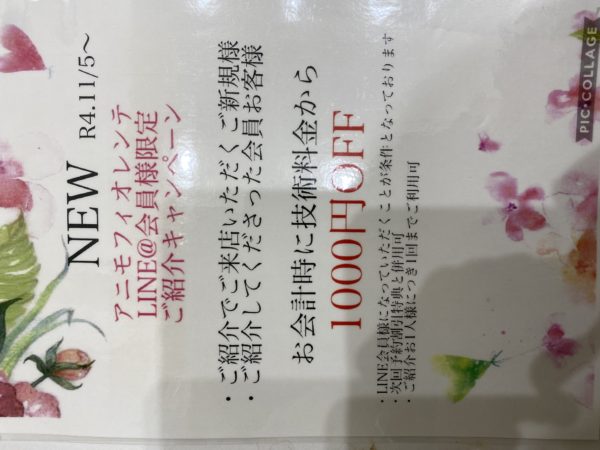 NEW R4.11/5〜
アニモフィオレンテ
LINE@会員様限定
ご紹介キャンペーン
・ご紹介でご来店いただくご新規様
・ご紹介してくださった会員お客様
お会計時に技術料金から
1000円OFF
・LINE会員様になっていただくことが条件となっております
・次回予約割引特典と併用可
・ご紹介お1人様につき1回までご利用可
PIC·COLLAGE